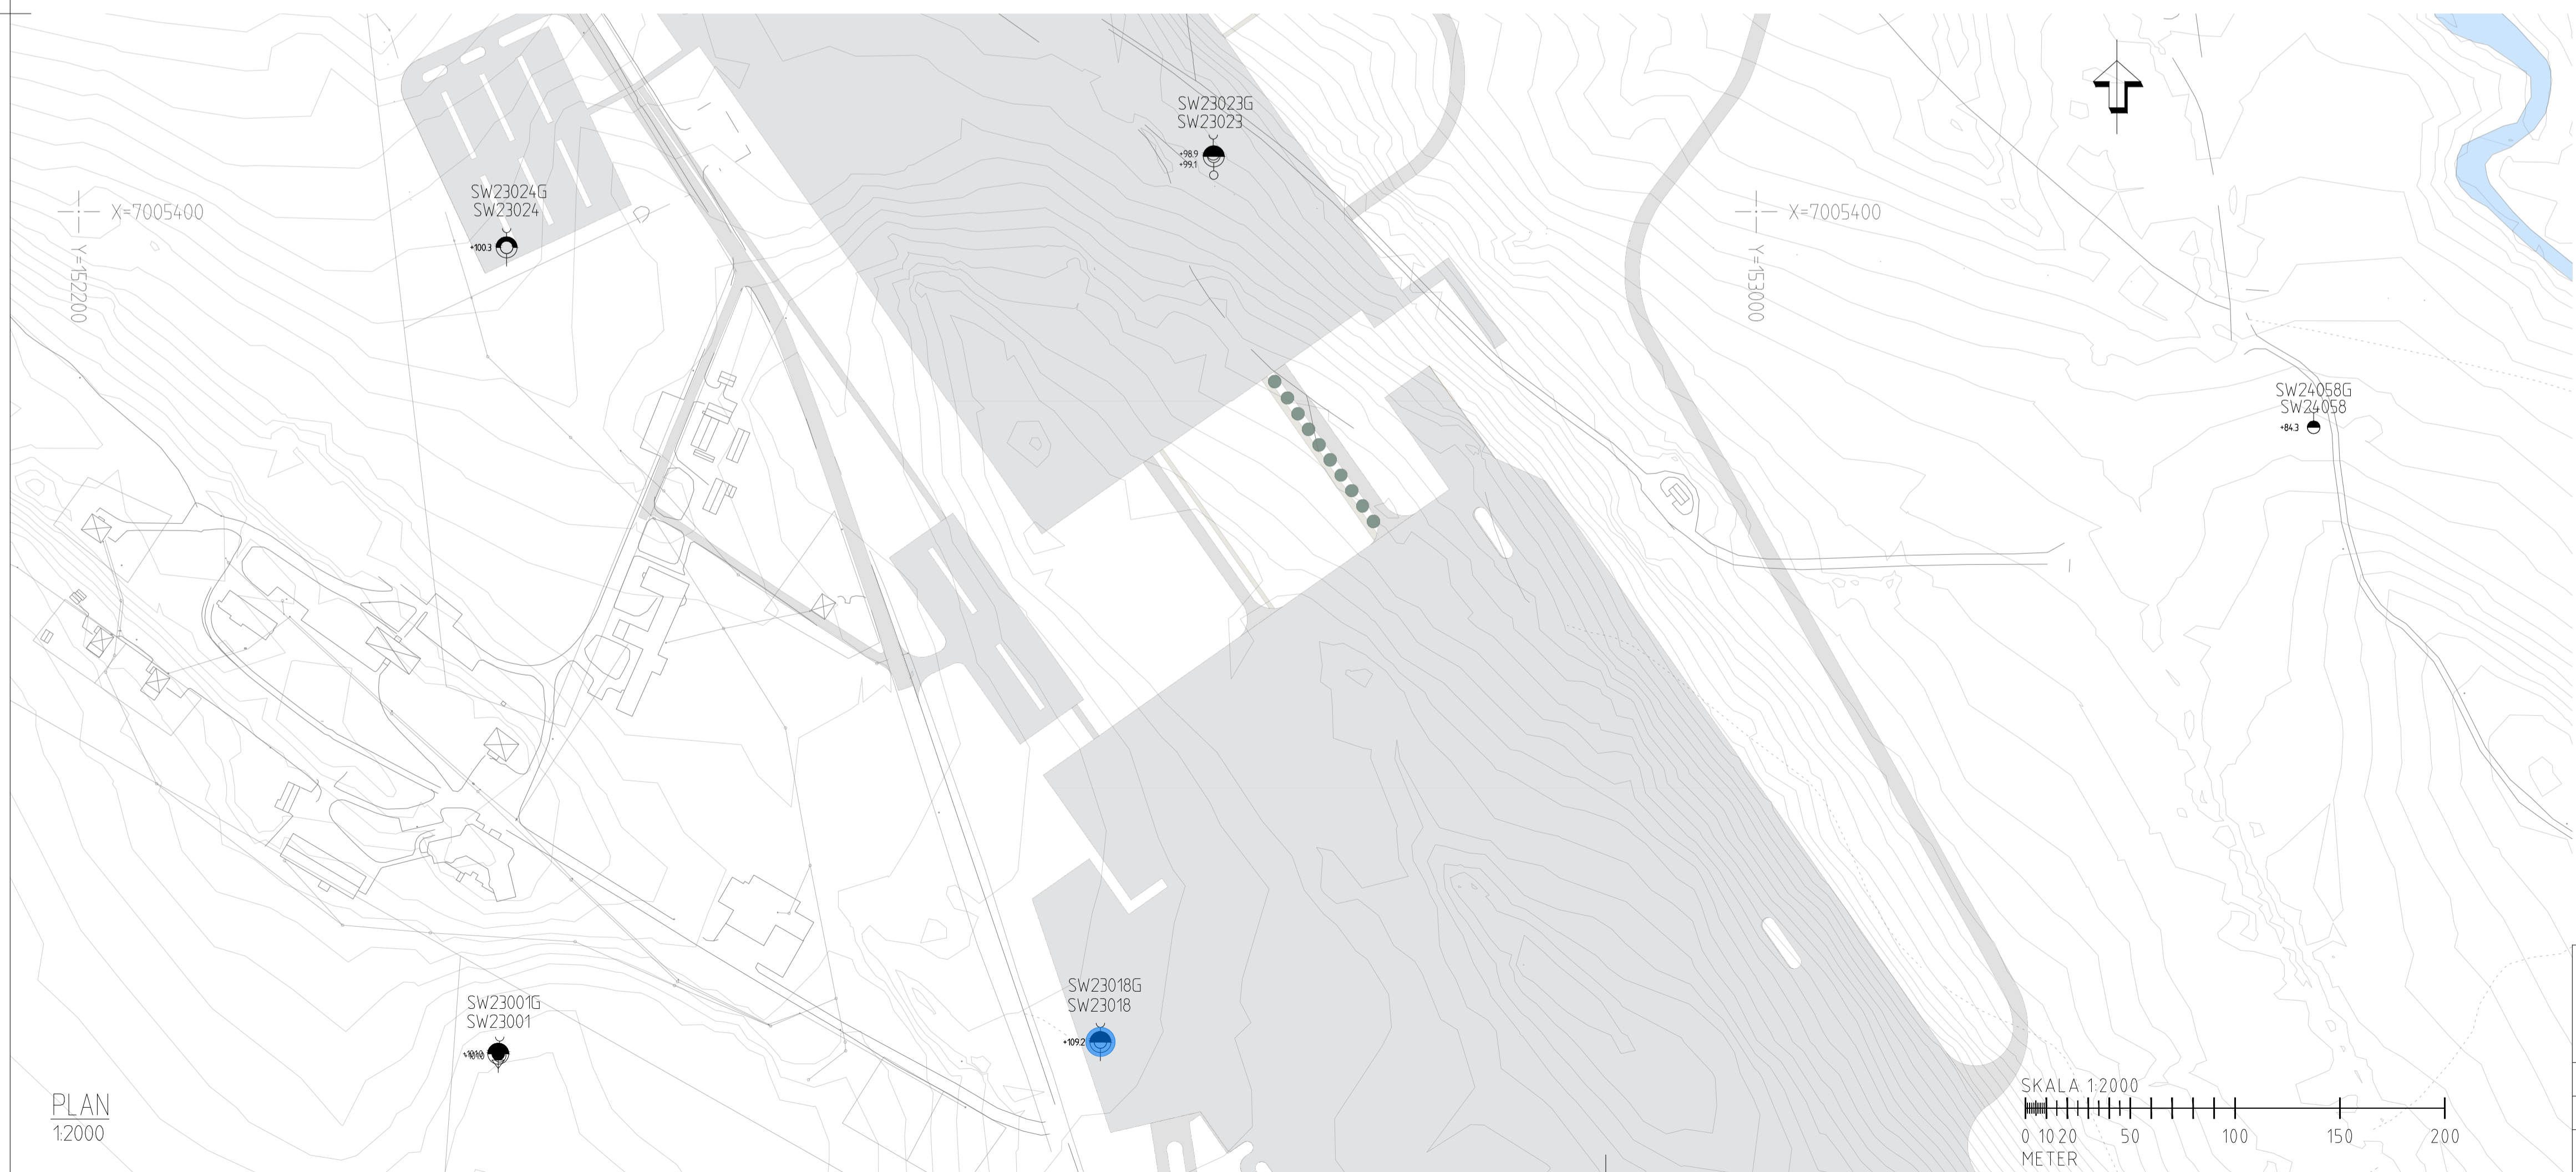 SW23023G
SW23023
+98.9
+99.1
SW23024G
SW23024
+100.3
X=7005400
Y=152200
X=7005400
Y=153000
SW24058G
SW24058
+84.3
SW23018G
SW23018
+109.2
SW23001G
SW23001
PLAN
1:2000
SKALA 1:2000
0 10 20 50 100 150 200
METER